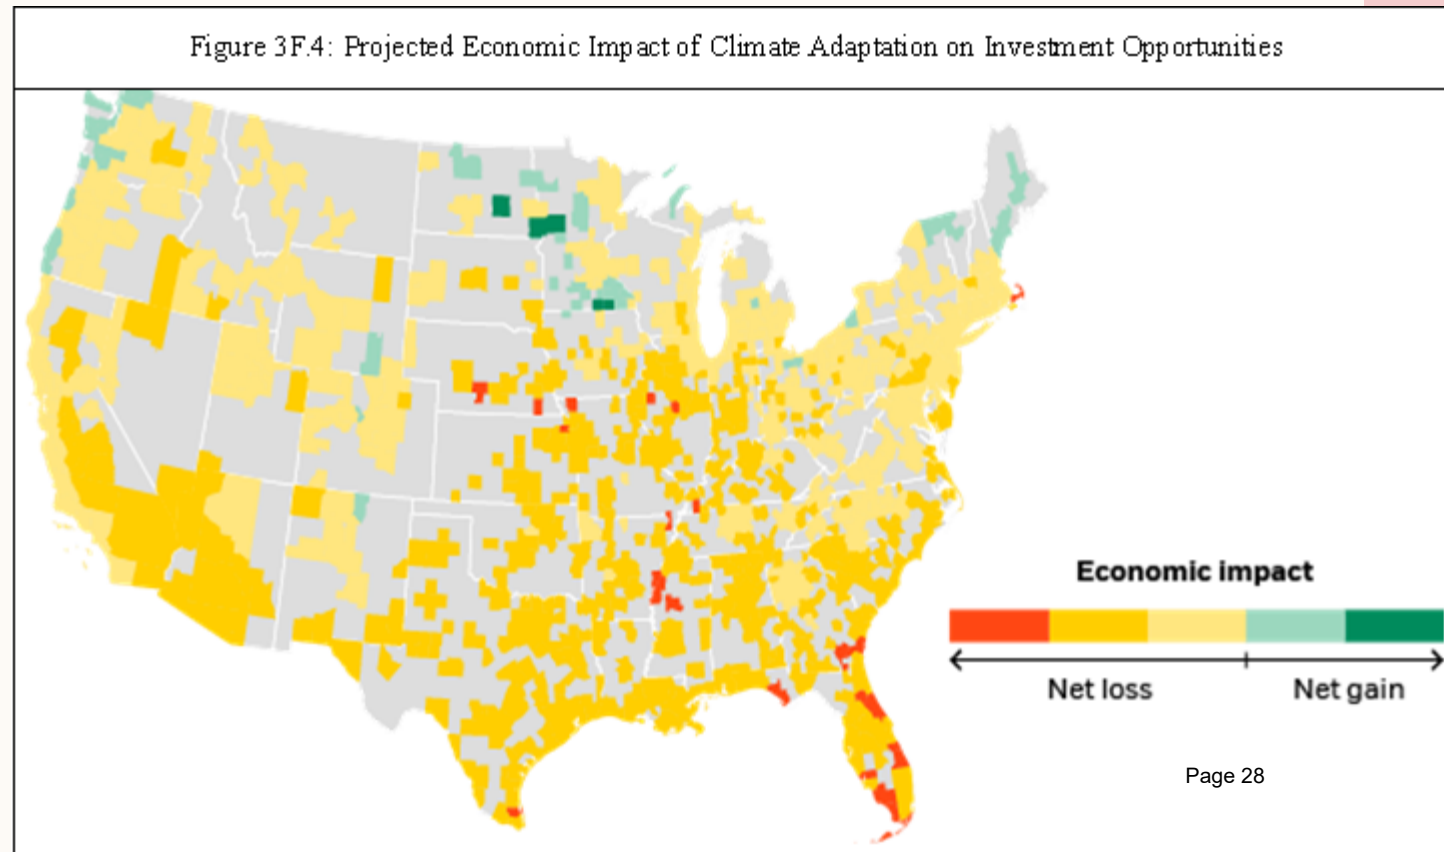 Figure 3F.4: Projected Economic Impact of Climate Adaptation on Investment Opportunities
Economic impact
Net loss
Net gain
Page 28